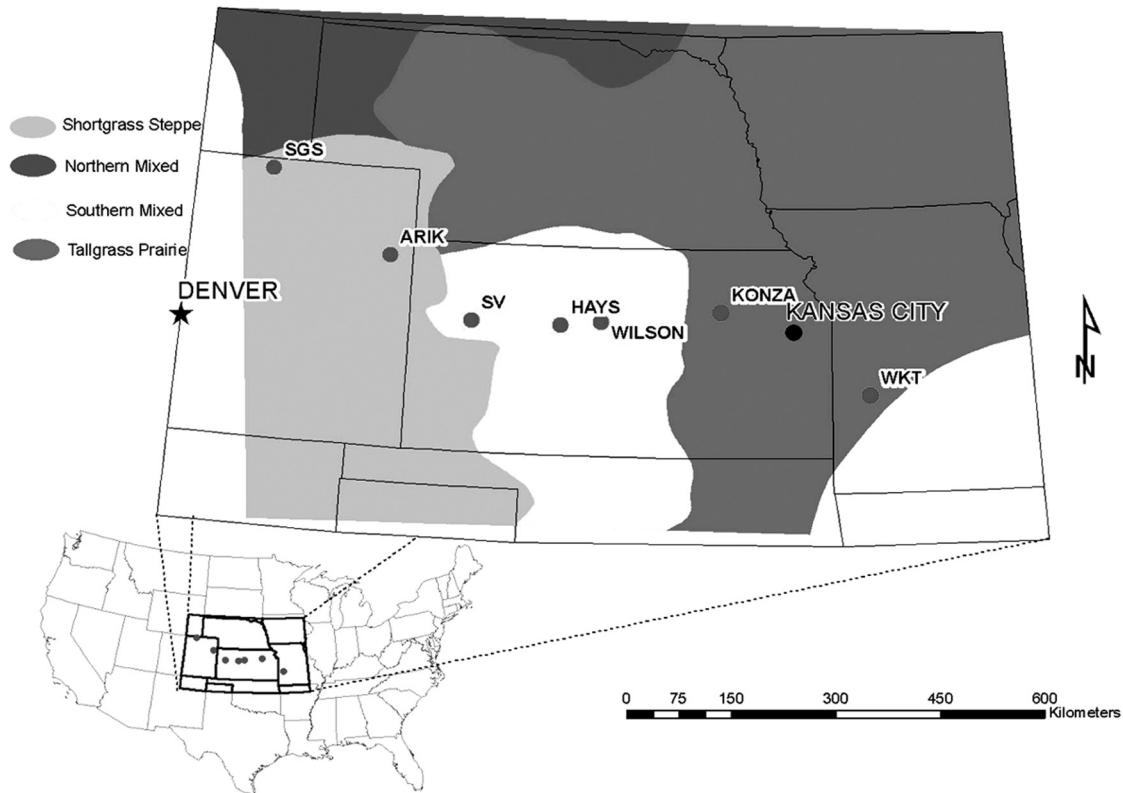 Shortgrass Steppe
Northern Mixed
Southern Mixed
Tallgrass Prairie
SGS
ARIK
DENVER
SV
HAYS
WILSON
KONZA
KANSAS CITY
WKT
N
0 75 150 300 450 600
Kilometers